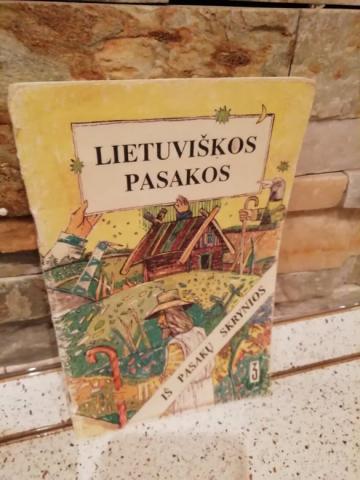 LIETUVIŠKOS
PASAKOS
IŠ PASAKŲ SKRYNIOS
3